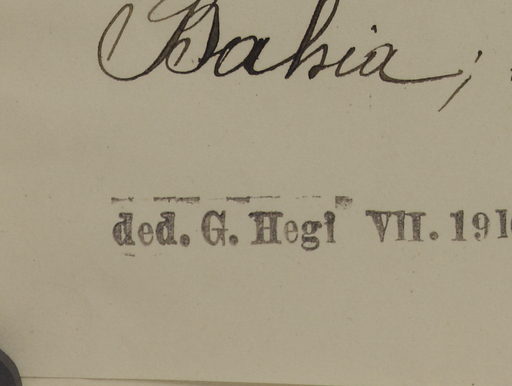 Bahia;
ded. G. Hegi VII. 191